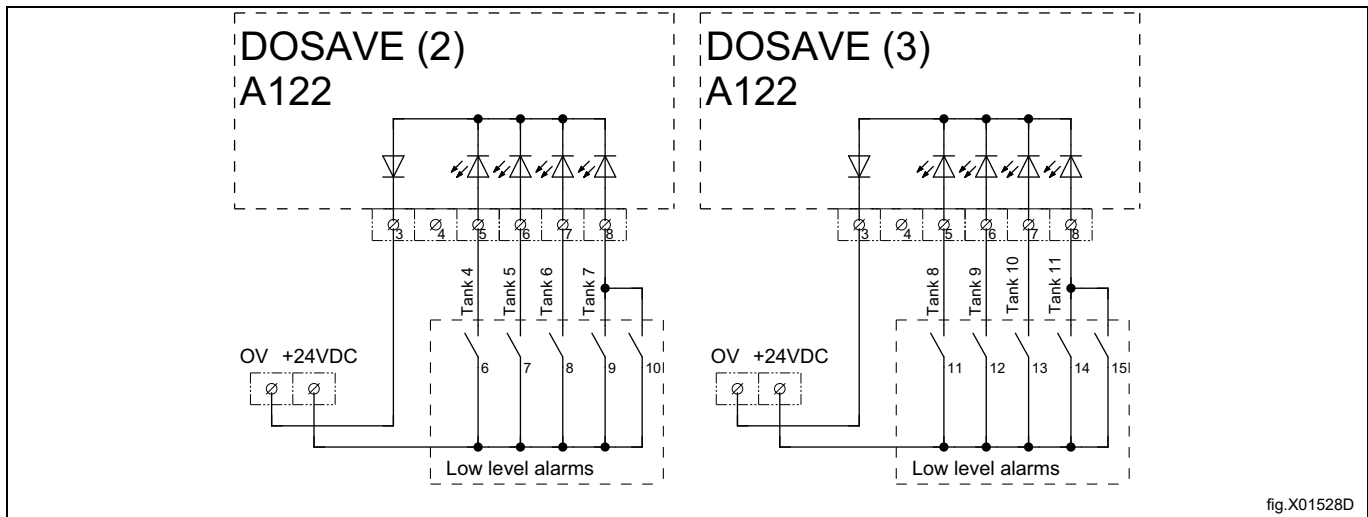 DOSAVE (2)
A122
3 4 5 6 7 8
Tank 4
Tank 5
Tank 6
Tank 7
OV +24VDC
6 7 8 9 10
Low level alarms
DOSAVE (3)
A122
3 4 5 6 7 8
Tank 8
Tank 9
Tank 10
Tank 11
OV +24VDC
11 12 13 14 15
Low level alarms
fig.X01528D